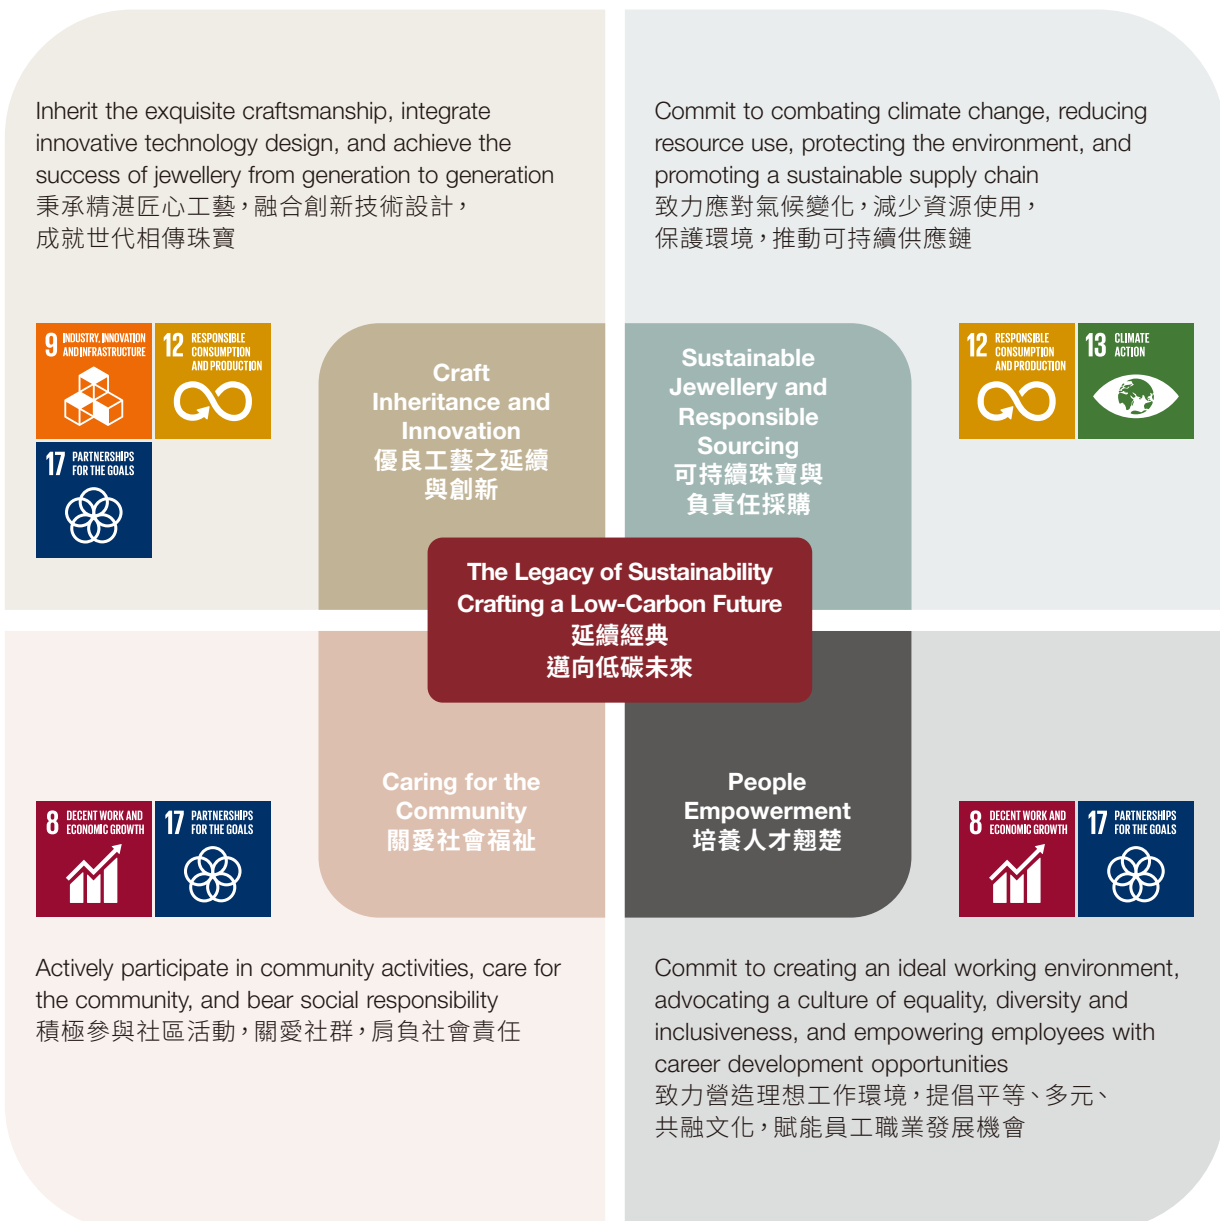 Inherit the exquisite craftsmanship, integrate
innovative technology design, and achieve the
success of jewellery from generation to generation
秉承精湛匠心工藝，融合創新技術設計，
成就世代相傳珠寶
9 INDUSTRY, INNOVATION
AND INFRASTRUCTURE
12 RESPONSIBLE
CONSUMPTION
AND PRODUCTION
17 PARTNERSHIPS
FOR THE GOALS
Craft
Inheritance and
Innovation
優良工藝之延續
與創新
Commit to combating climate change, reducing
resource use, protecting the environment, and
promoting a sustainable supply chain
致力應對氣候變化，減少資源使用，
保護環境，推動可持續供應鏈
Sustainable
Jewellery and
Responsible
Sourcing
可持續珠寶與
負責任採購
12 RESPONSIBLE
CONSUMPTION
AND PRODUCTION
13 CLIMATE
ACTION
The Legacy of Sustainability
Crafting a Low-Carbon Future
延續經典
邁向低碳未來
8 DECENT WORK AND
ECONOMIC GROWTH
17 PARTNERSHIPS
FOR THE GOALS
Caring for the
Community
關愛社會福祉
Actively participate in community activities, care for
the community, and bear social responsibility
積極參與社區活動，關愛社群，肩負社會責任
People
Empowerment
培養人才翹楚
8 DECENT WORK AND
ECONOMIC GROWTH
17 PARTNERSHIPS
FOR THE GOALS
Commit to creating an ideal working environment,
advocating a culture of equality, diversity and
inclusiveness, and empowering employees with
career development opportunities
致力營造理想工作環境，提倡平等、多元、
共融文化，賦能員工職業發展機會